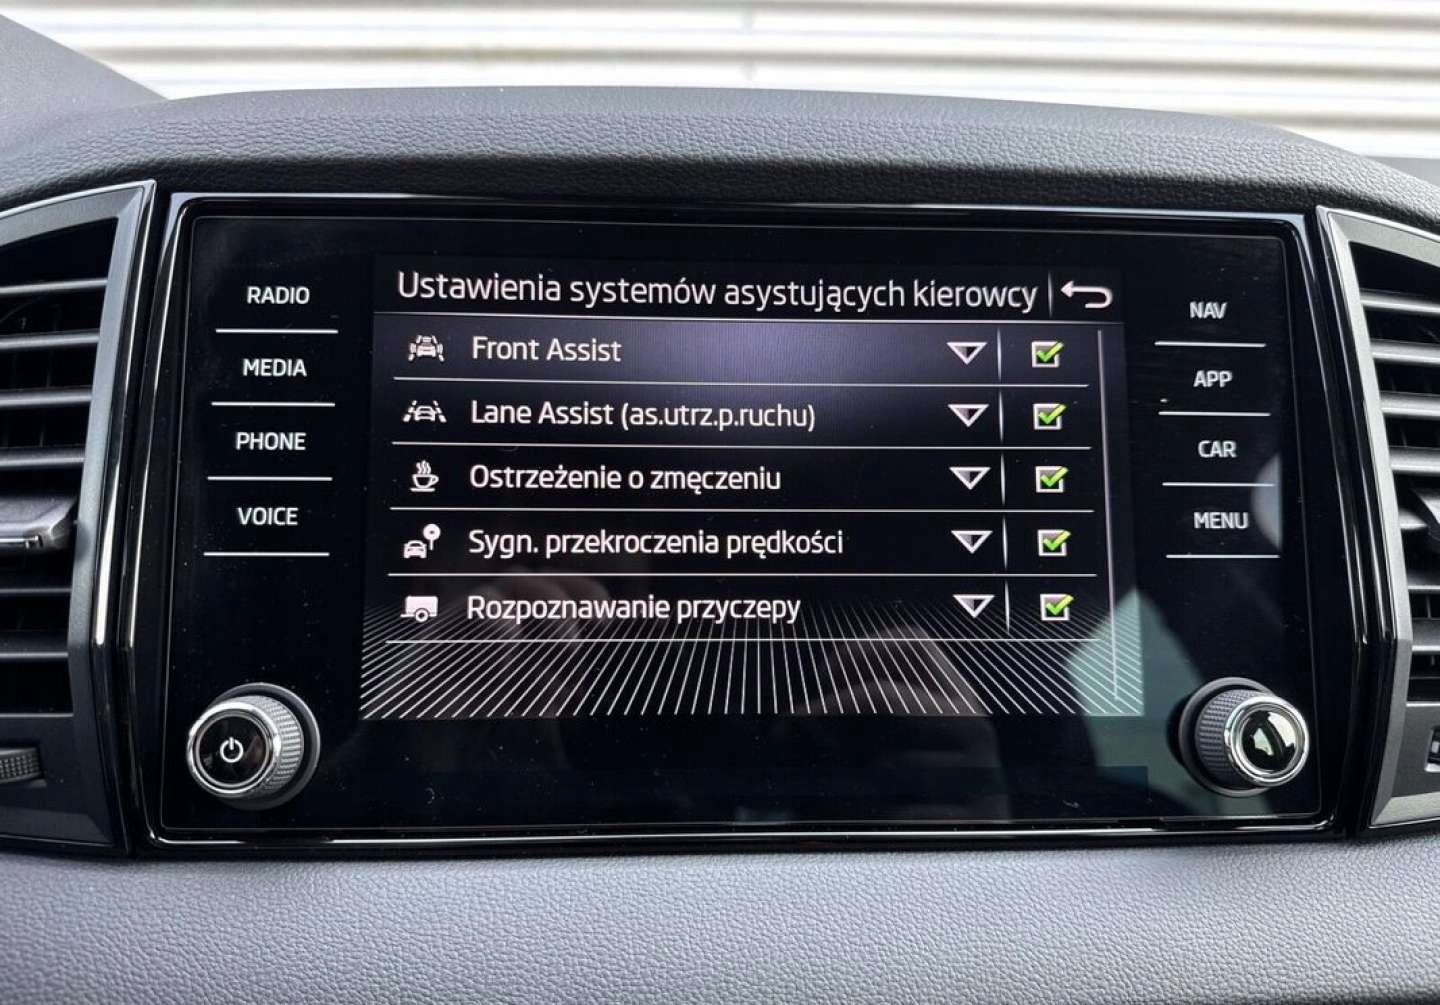 Ustawienia systemów asystujących kierowcy
RADIO
MEDIA
PHONE
VOICE
Front Assist
Lane Assist (as.utrz.p.ruchu)
Ostrzeżenie o zmęczeniu
Sygn. przekroczenia prędkości
Rozpoznawanie przyczepy
NAV
APP
CAR
MENU